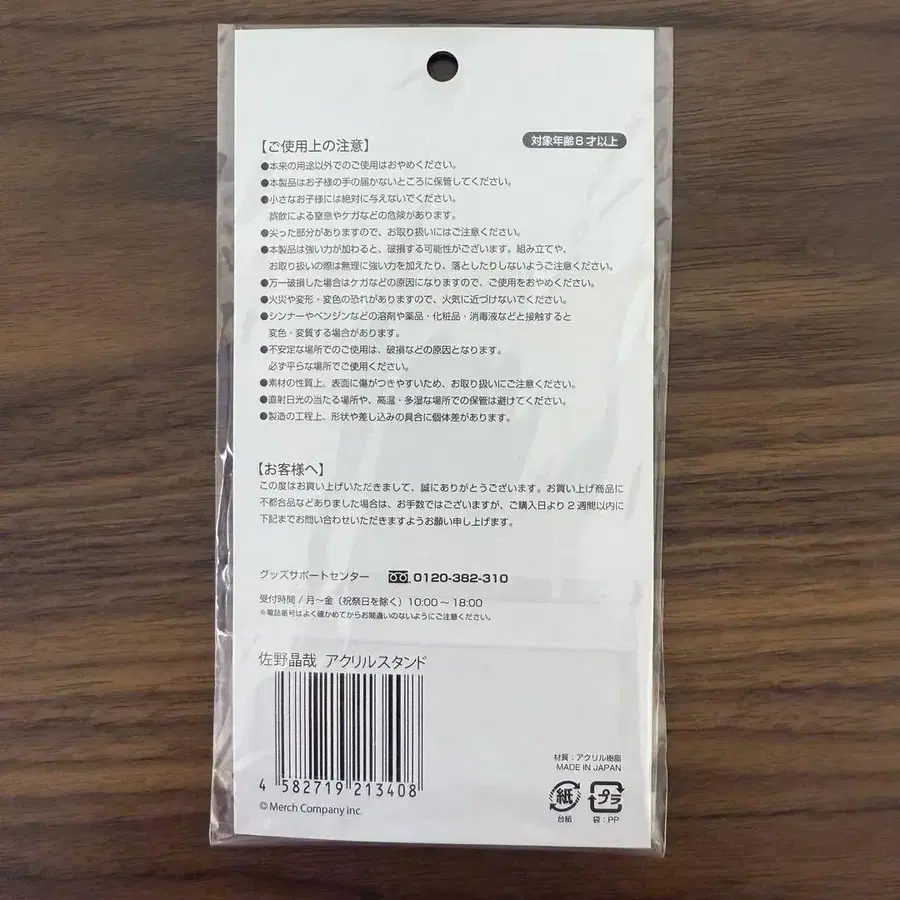 【ご使用上の注意】
対象年齢8才以上
●本来の用途以外でのご使用はおやめください。
●本製品はお子様の手の届かないところに保管してください。
●小さなお子様には絶対に与えないでください。
誤飲による窒息やケガなどの危険があります。
●尖った部分がありますので、お取り扱いにはご注意ください。
●本製品は強い力が加わると、破損する可能性がございます。組み立てや、
お取り扱いの際は無理に強い力を加えたり、落としたりしないようご注意ください。
●万一破損した場合はケガなどの原因になりますので、ご使用をおやめください。
●火災や変形・変色の恐れがありますので、火気に近づけないでください。
●シンナーやベンジンなどの溶剤や薬品・化粧品・消毒液などと接触すると
変色・変質する場合があります。
●不安定な場所でのご使用は、破損などの原因となります。
必ず平らな場所でご使用ください。
●素材の性質上、表面に傷がつきやすいため、お取り扱いにご注意ください。
●直射日光の当たる場所や、高温・多湿な場所での保管は避けてください。
●製造の工程上、形状や差し込みの具合に個体差があります。
【お客様へ】
この度はお買い上げいただきまして、誠にありがとうございます。お買い上げ商品に
不都合品などありました場合は、お手数ではございますが、ご購入日より2週間以内に
下記までお問い合わせいただきますようお願い申し上げます。
グッズサポートセンター 0120-382-310
受付時間/月～金(祝祭日を除く)10:00～18:00
※電話番号はよく確かめてからお間違いのないようにご注意ください。
佐野晶哉 アクリルスタンド
4 582719 213408
© Merch Company inc.
材質:アクリル樹脂
MADE IN JAPAN
紙 プラ
台紙 袋:PP